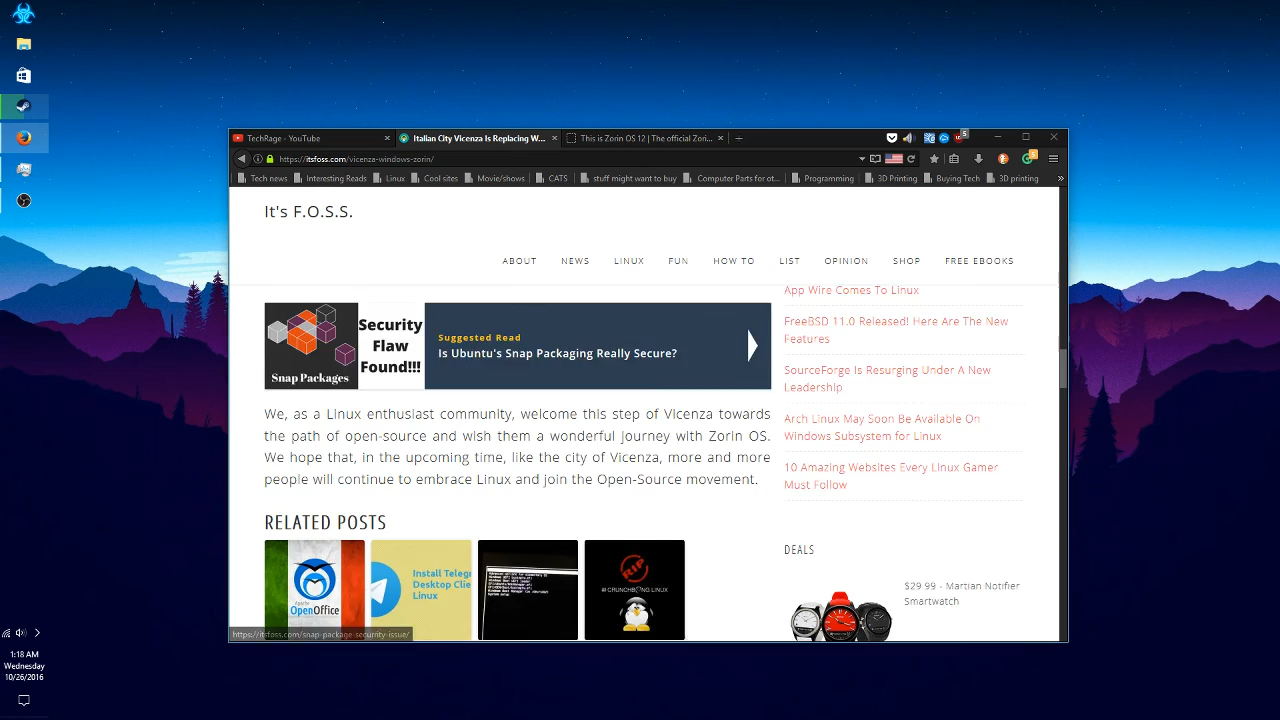 TechRage - YouTube
Italian City Vicenza Is Replacing W...
This is Zorin OS 12 | The official Zori...
5
https://itsfoss.com/vicenza-windows-zorin/
Tech news
Interesting Reads
Linux
Cool sites
Movie/shows
CATS
stuff might want to buy
Computer Parts for ot...
Programming
3D Printing
Buying Tech
3D printing
It's F.O.S.S.
ABOUT
NEWS
LINUX
FUN
HOW TO
LIST
OPINION
SHOP
FREE EBOOKS
Snap Packages
Security
Flaw
Found!!!
Suggested Read
Is Ubuntu's Snap Packaging Really Secure?
We, as a Linux enthusiast community, welcome this step of Vicenza towards
the path of open-source and wish them a wonderful journey with Zorin OS.
We hope that, in the upcoming time, like the city of Vicenza, more and more
people will continue to embrace Linux and join the Open-Source movement.
RELATED POSTS
Apache
OpenOffice
Install Telegr
Desktop Clie
Linux
RIP
CRUNCHBANG LINUX
https://itsfoss.com/snap-package-security-issue/
App Wire Comes To Linux
FreeBSD 11.0 Released! Here Are The New
Features
SourceForge Is Resurging Under A New
Leadership
Arch Linux May Soon Be Available On
Windows Subsystem for Linux
10 Amazing Websites Every Linux Gamer
Must Follow
DEALS
$29.99 - Martian Notifier
Smartwatch
1:18 AM
Wednesday
10/26/2016